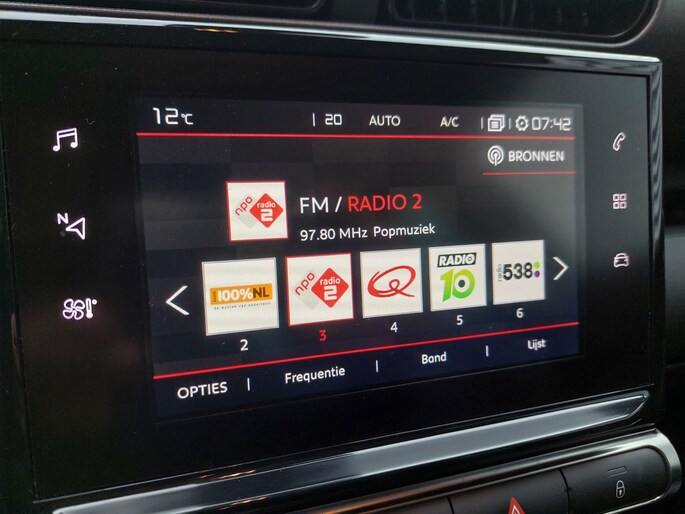 12°C | 20 AUTO A/C | 07:42
BRONNEN
N
npo radio 2
FM / RADIO 2
97.80 MHz Popmuziek
100%NL
npo radio 2
Q
RADIO 10
radio 538
2 3 4 5 6
OPTIES | Frequentie | Band | Lijst